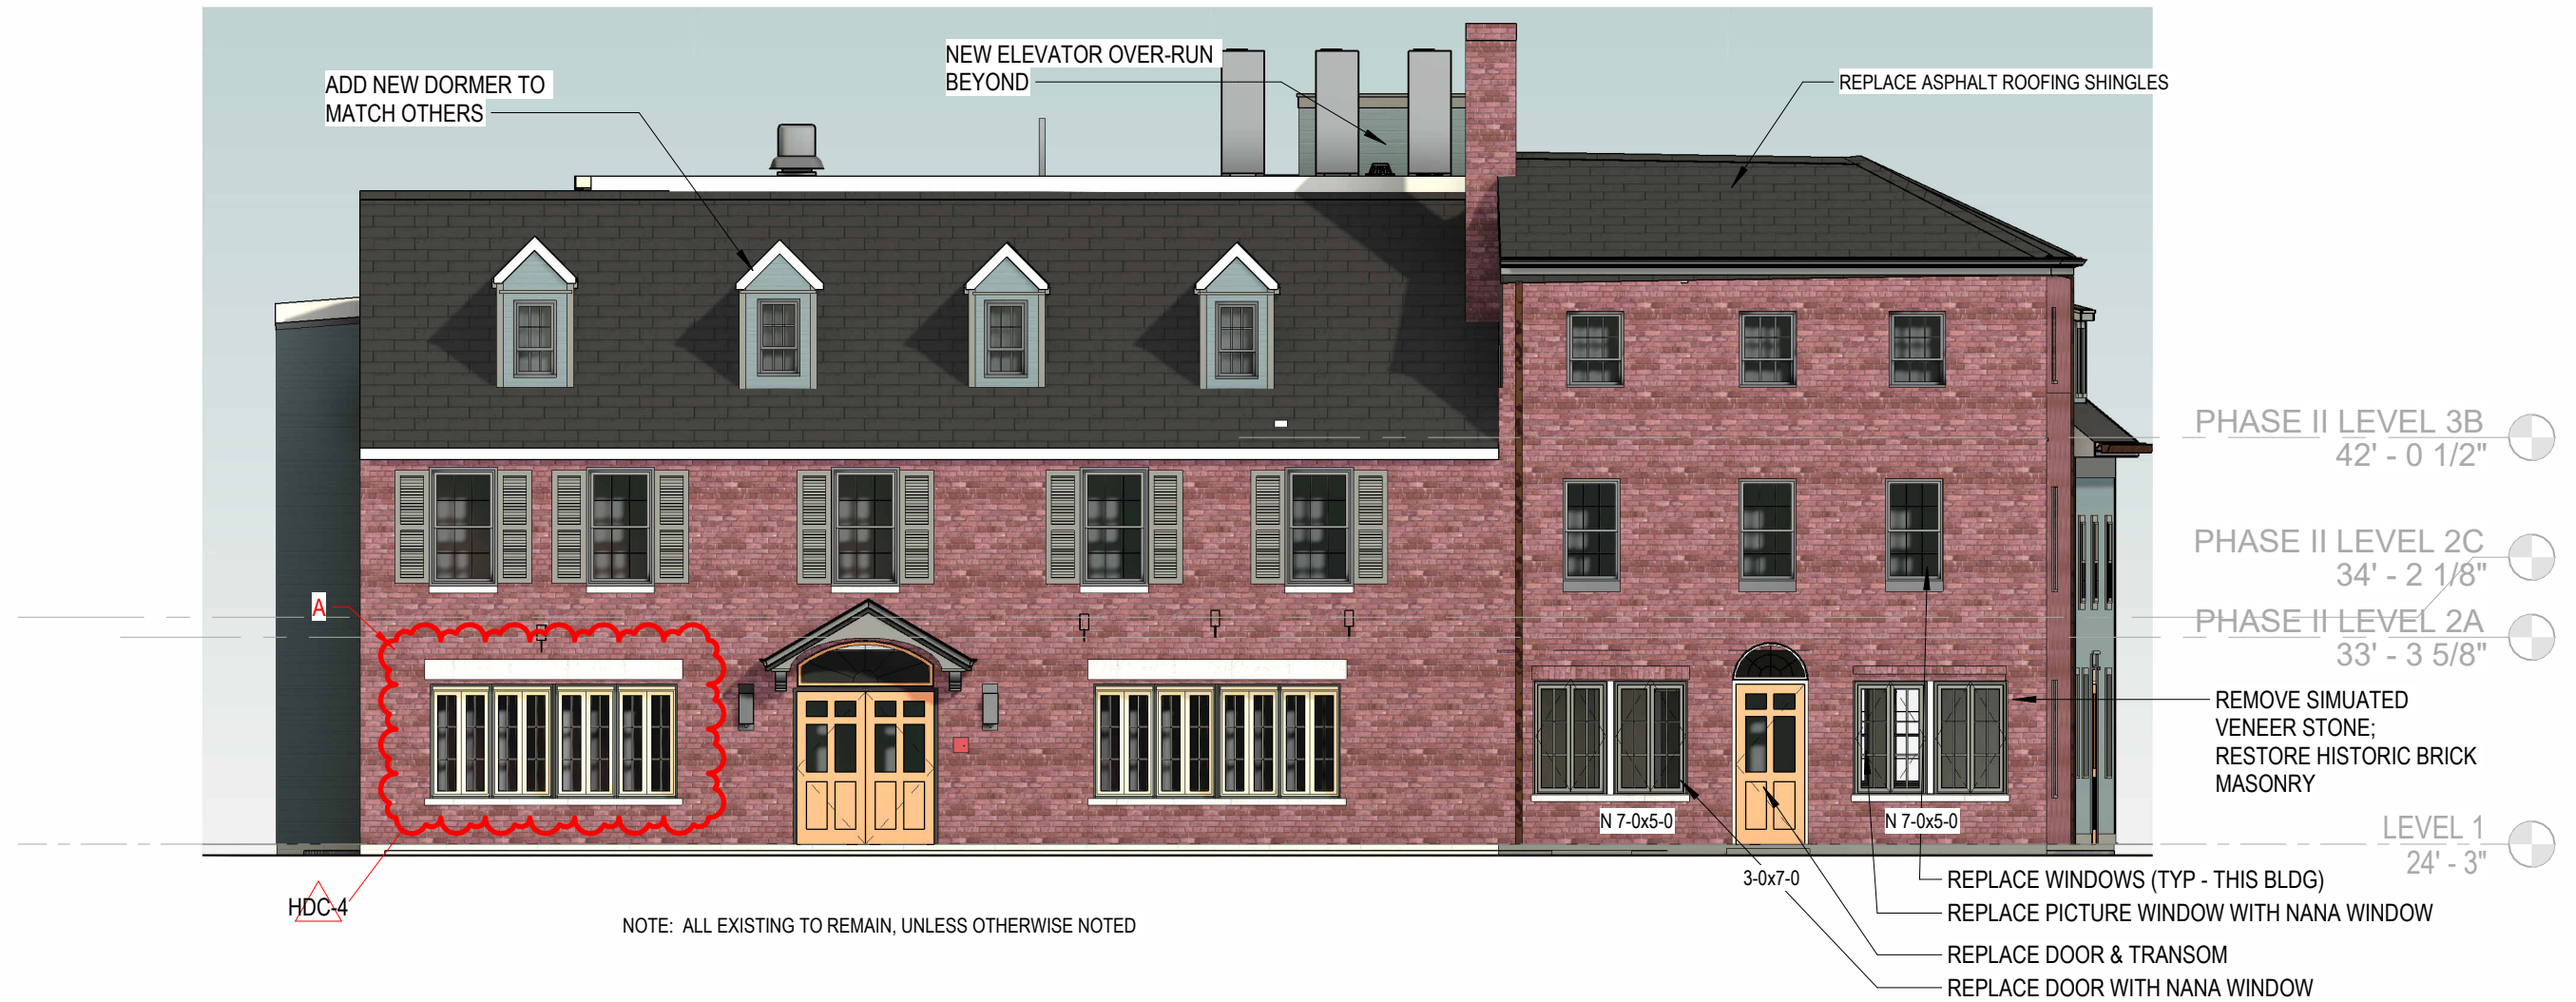 NEW ELEVATOR OVER-RUN
BEYOND
ADD NEW DORMER TO
MATCH OTHERS
REPLACE ASPHALT ROOFING SHINGLES
PHASE II LEVEL 3B
42' - 0 1/2"
PHASE II LEVEL 2C
34' - 2 1/8"
A
PHASE II LEVEL 2A
33' - 3 5/8"
REMOVE SIMUATED
VENEER STONE;
RESTORE HISTORIC BRICK
MASONRY
N 7-0x5-0
N 7-0x5-0
LEVEL 1
24' - 3"
3-0x7-0
REPLACE WINDOWS (TYP - THIS BLDG)
HDC-4
REPLACE PICTURE WINDOW WITH NANA WINDOW
NOTE: ALL EXISTING TO REMAIN, UNLESS OTHERWISE NOTED
REPLACE DOOR & TRANSOM
REPLACE DOOR WITH NANA WINDOW